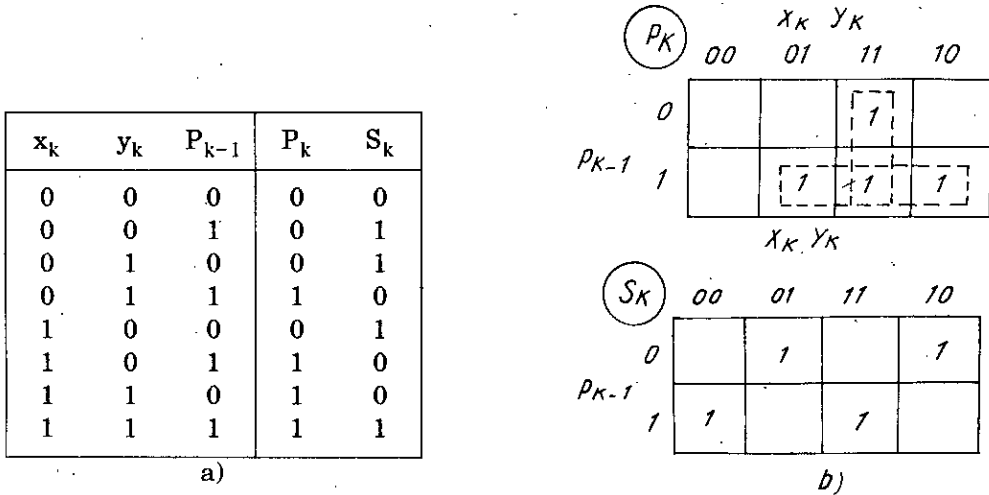 x_k y_k P_{k-1} P_k S_k
0 0 0 0 0
0 0 1 0 1
0 1 0 0 1
0 1 1 1 0
1 0 0 0 1
1 0 1 1 0
1 1 0 1 0
1 1 1 1 1
a)
x_K y_K
P_K 00 01 11 10
0 1
P_{K-1}
1 1 1 1
x_K y_K
S_K 00 01 11 10
0 1 1
P_{K-1}
1 1 1
b)